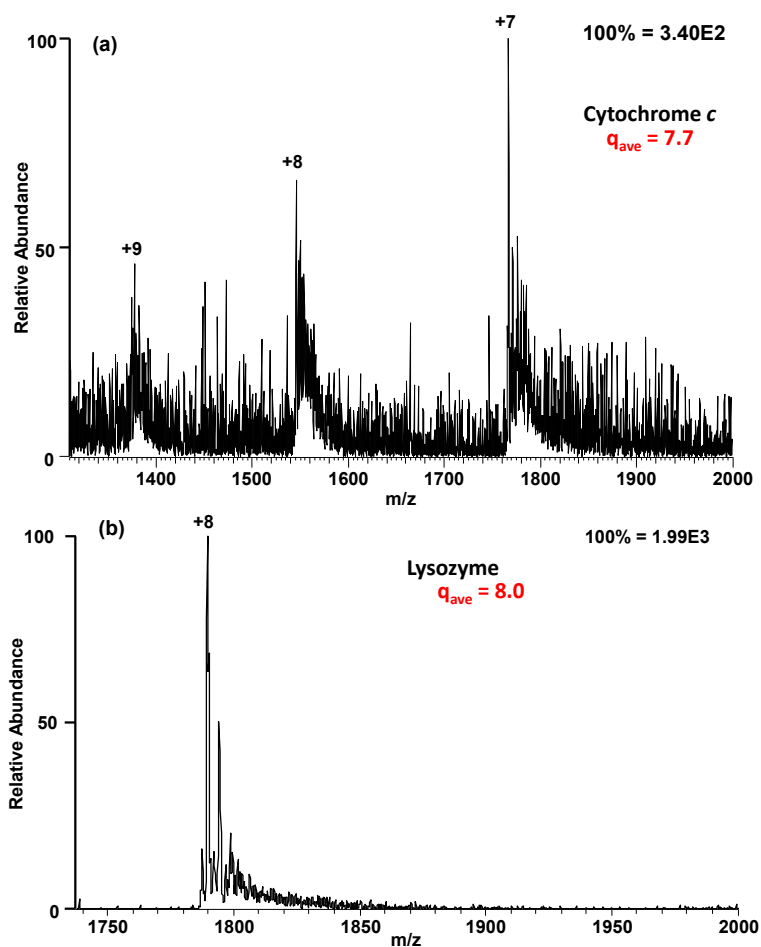 +7
100
(a)
100% = 3.40E2
Cytochrome c
qave = 7.7
+8
+9
50
Relative Abundance
0
1400 1500 1600 1700 1800 1900 2000
m/z
+8
100
(b)
100% = 1.99E3
Lysozyme
qave = 8.0
50
Relative Abundance
0
1750 1800 1850 1900 1950 2000
m/z